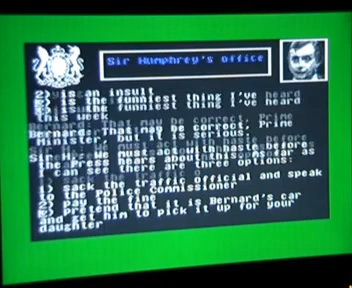 Sir Humphrey's Office
2) is an insult
3) is the funniest thing I've heard
this week
Bernard: That may be correct, Prime
Minister, but it is serious.
Sir H: We must act with haste before
the press hears about this. As far as
I can see there are options:
1) sack the traffic official and speak
to the Police Commissioner
2) pay the fine
3) pretend that it is Bernard's car
and get him to pick it up for your
daughter